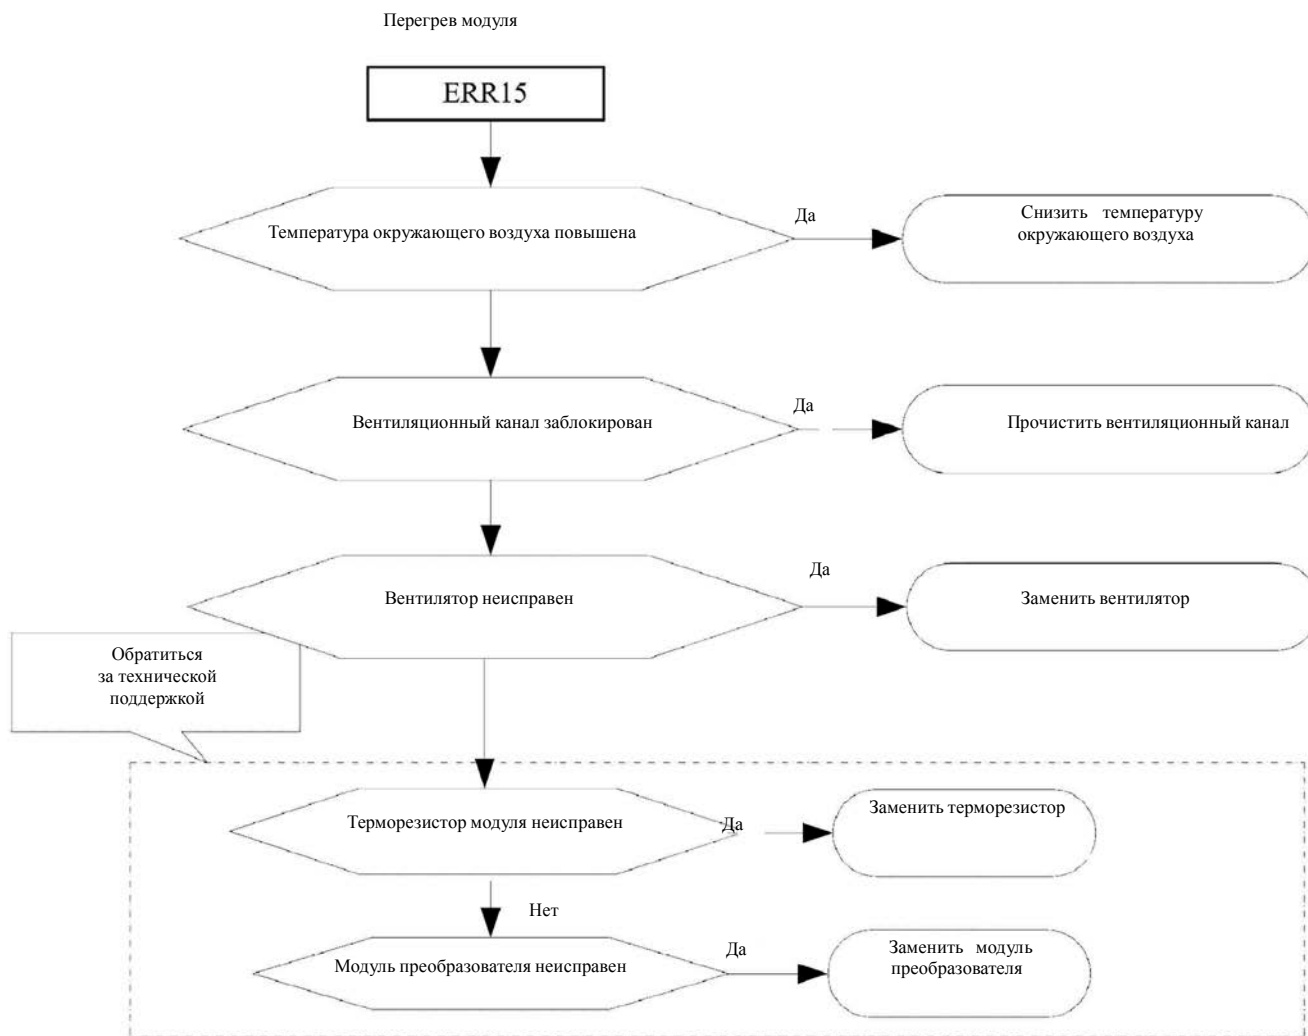 Перегрев модуля
ERR15
Температура окружающего воздуха повышена
Да
Снизить температуру
окружающего воздуха
Вентиляционный канал заблокирован
Да
Прочистить вентиляционный канал
Вентилятор неисправен
Да
Заменить вентилятор
Обратиться
за технической
поддержкой
Терморезистор модуля неисправен
Да
Заменить терморезистор
Нет
Модуль преобразователя неисправен
Да
Заменить модуль
преобразователя